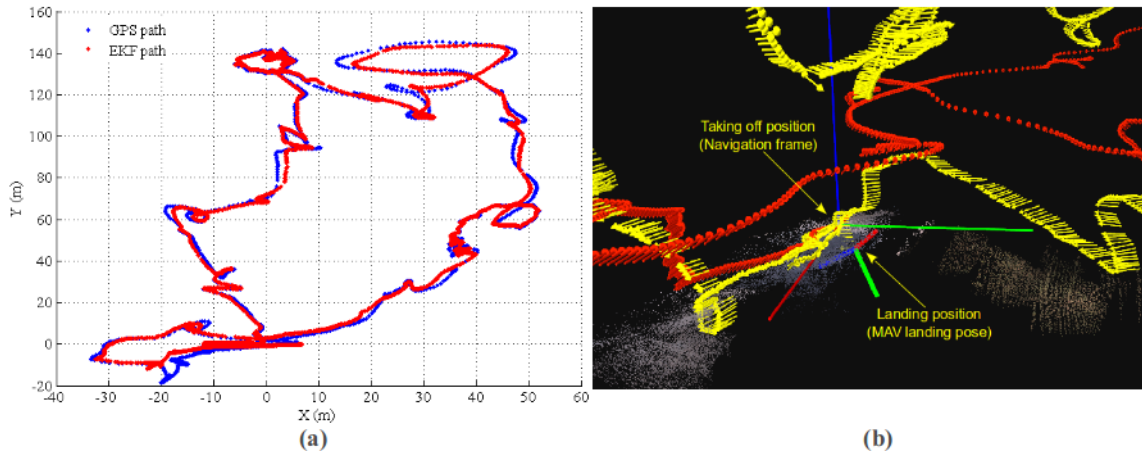 GPS path
EKF path
160
140
120
100
80
60
40
20
0
-20
Y (m)
-40
-30
-20
-10
0
10
20
30
40
50
60
X (m)
(a)
Taking off position
(Navigation frame)
Landing position
(MAV landing pose)
(b)